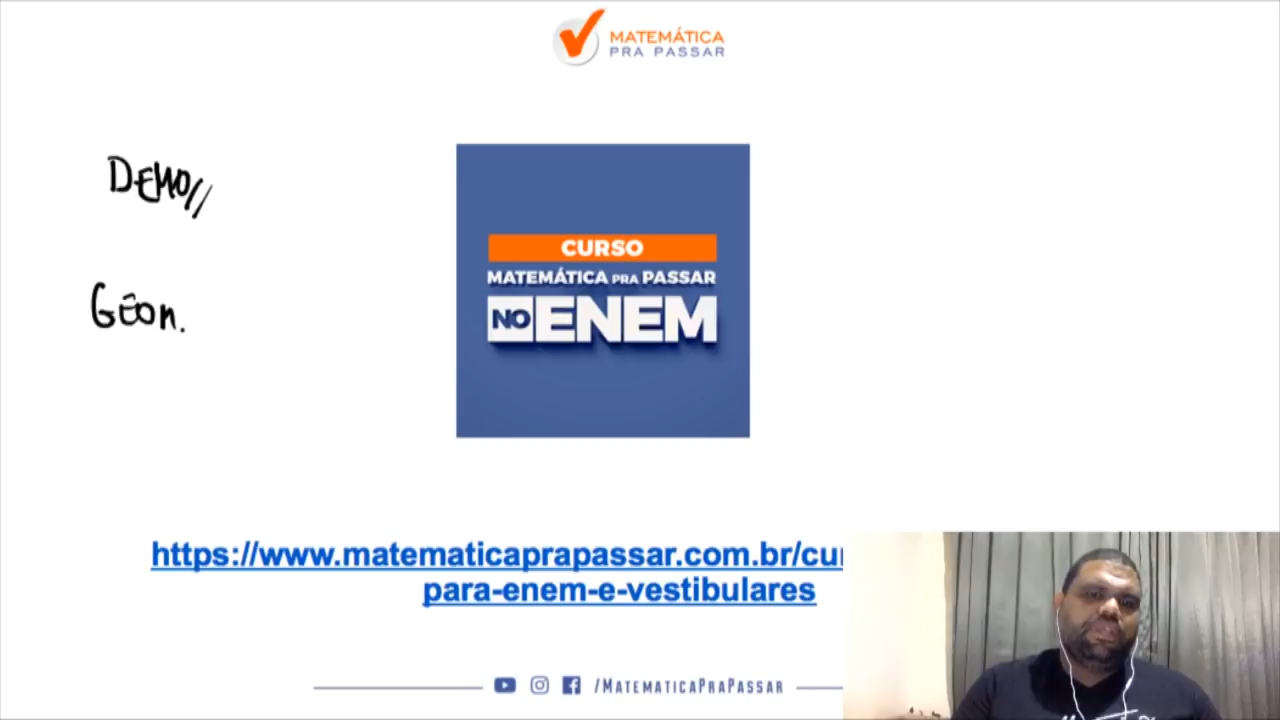 MATEMÁTICA
PRA PASSAR
DEMO//
GEOM.
CURSO
MATEMÁTICA PRA PASSAR
NO ENEM
https://www.matematicaprapassar.com.br/cur
para-enem-e-vestibulares
/MATEMATICAPRAPASSAR